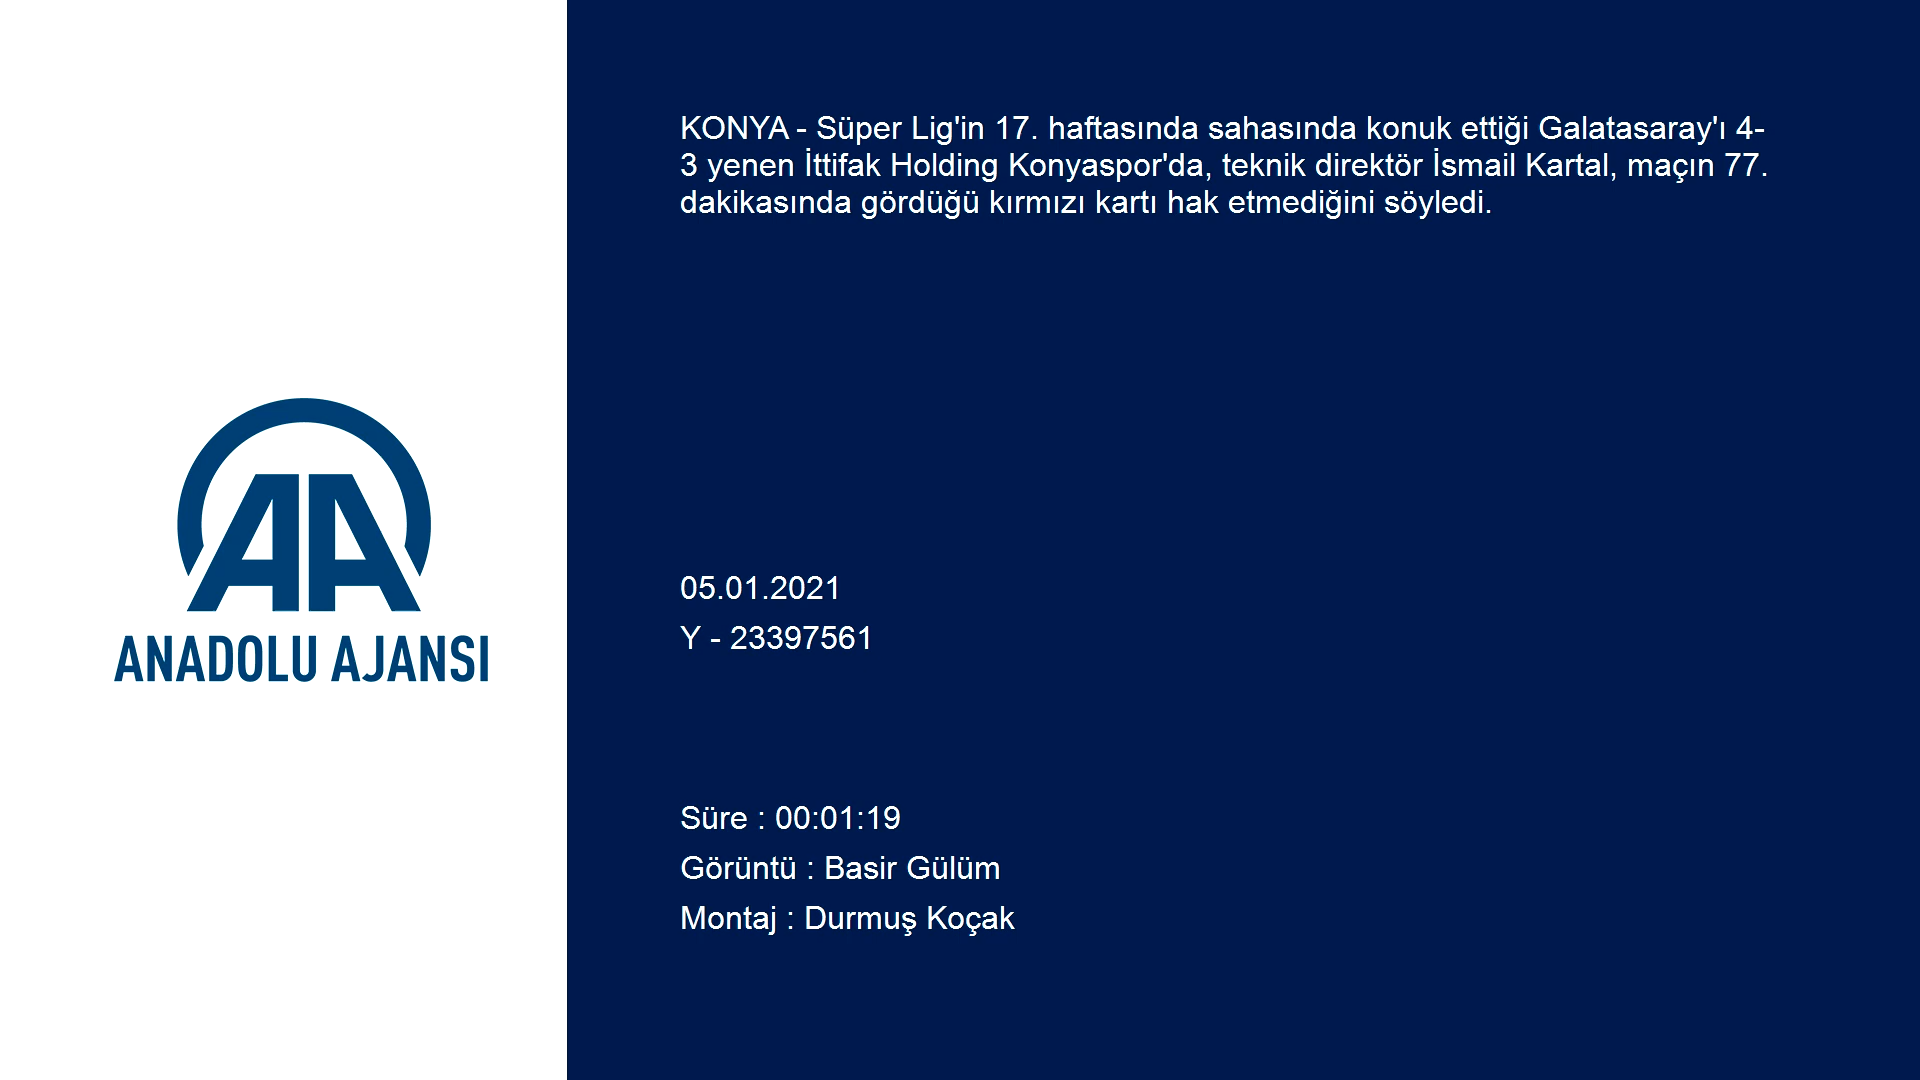 KONYA - Süper Lig'in 17. haftasında sahasında konuk ettiği Galatasaray'ı 4-
3 yenen İttifak Holding Konyaspor'da, teknik direktör İsmail Kartal, maçın 77.
dakikasında gördüğü kırmızı kartı hak etmediğini söyledi.
AA
ANADOLU AJANSI
05.01.2021
Y - 23397561
Süre : 00:01:19
Görüntü : Basir Gülüm
Montaj : Durmuş Koçak